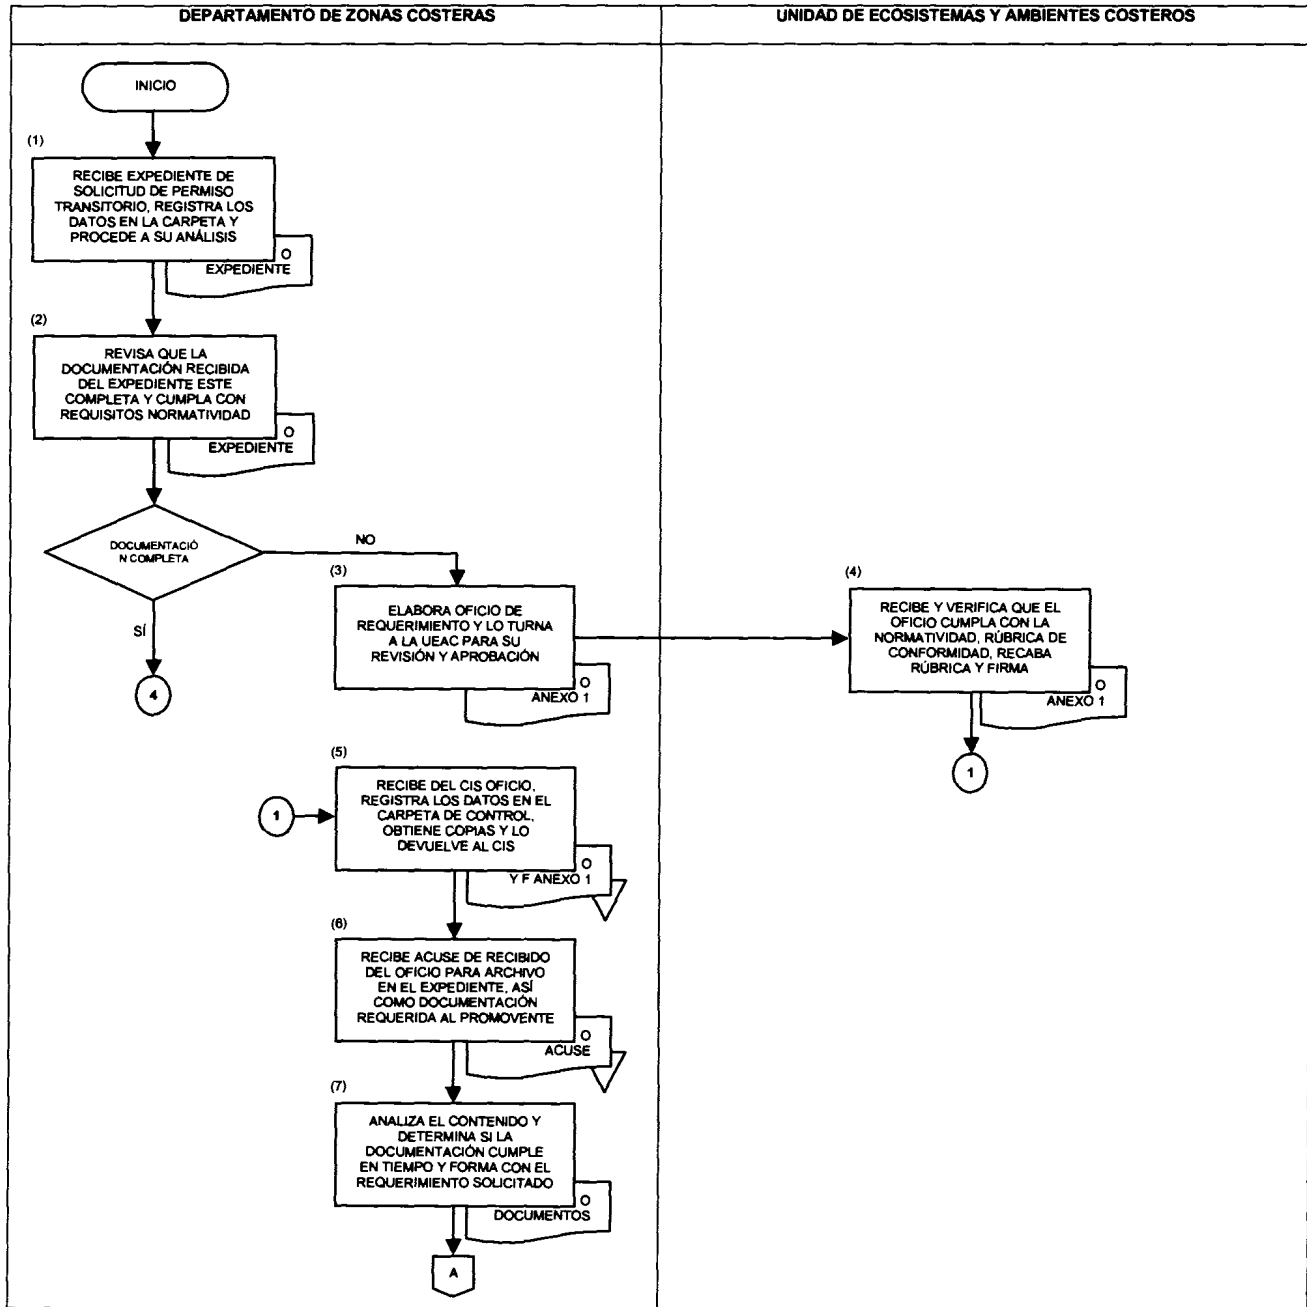 DEPARTAMENTO DE ZONAS COSTERAS
UNIDAD DE ECOSISTEMAS Y AMBIENTES COSTEROS
INICIO
(1)
RECIBE EXPEDIENTE DE
SOLICITUD DE PERMISO
TRANSITORIO, REGISTRA LOS
DATOS EN LA CARPETA Y
PROCEDE A SU ANÁLISIS
O
EXPEDIENTE
(2)
REVISA QUE LA
DOCUMENTACIÓN RECIBIDA
DEL EXPEDIENTE ESTE
COMPLETA Y CUMPLA CON
REQUISITOS NORMATIVIDAD
O
EXPEDIENTE
DOCUMENTACIÓ
N COMPLETA
NO
SÍ
4
(3)
ELABORA OFICIO DE
REQUERIMIENTO Y LO TURNA
A LA UEAC PARA SU
REVISIÓN Y APROBACIÓN
O
ANEXO 1
(4)
RECIBE Y VERIFICA QUE EL
OFICIO CUMPLA CON LA
NORMATIVIDAD, RÚBRICA DE
CONFORMIDAD, RECABA
RÚBRICA Y FIRMA
O
ANEXO 1
1
(5)
1
RECIBE DEL CIS OFICIO,
REGISTRA LOS DATOS EN EL
CARPETA DE CONTROL,
OBTIENE COPIAS Y LO
DEVUELVE AL CIS
O
Y F ANEXO 1
(6)
RECIBE ACUSE DE RECIBIDO
DEL OFICIO PARA ARCHIVO
EN EL EXPEDIENTE, ASÍ
COMO DOCUMENTACIÓN
REQUERIDA AL PROMOVENTE
O
ACUSE
(7)
ANALIZA EL CONTENIDO Y
DETERMINA SI LA
DOCUMENTACIÓN CUMPLE
EN TIEMPO Y FORMA CON EL
REQUERIMIENTO SOLICITADO
O
DOCUMENTOS
A